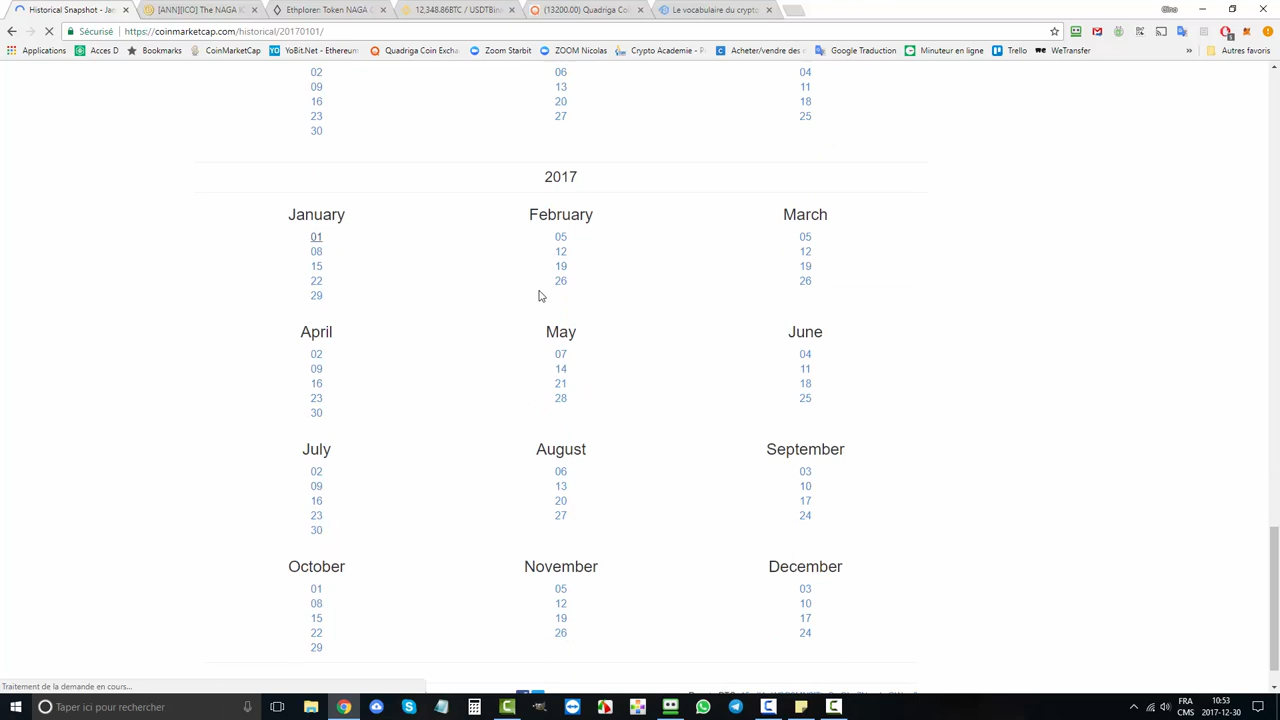 Historical Snapshot - Jac
[ANN][ICO] The NAGA IC
Ethplorer: Token NAGA C
12,348.86BTC / USDTBina
(13200.00) Quadriga Coi
Le vocabulaire du crypto
Sécurisé
https://coinmarketcap.com/historical/20170101/
Applications
Acces D
Bookmarks
CoinMarketCap
YoBit.Net - Ethereum
Quadriga Coin Excha
Zoom Starbit
ZOOM Nicolas
Crypto Academie - P
Acheter/vendre des
Google Traduction
Minuteur en ligne
Trello
WeTransfer
»
Autres favoris
02 06 04
09 13 11
16 20 18
23 27 25
30
2017
January February March
01 05 05
08 12 12
15 19 19
22 26 26
29
April May June
02 07 04
09 14 11
16 21 18
23 28 25
30
July August September
02 06 03
09 13 10
16 20 17
23 27 24
30
October November December
01 05 03
08 12 10
15 19 17
22 26 24
29
Traitement de la demande en cours...
Taper ici pour rechercher
FRA
CMS
10:53
2017-12-30